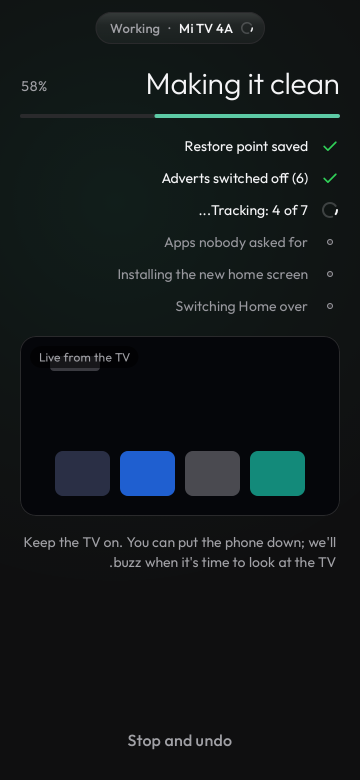 Working · Mi TV 4A
58%
Making it clean
Restore point saved
Adverts switched off (6)
...Tracking: 4 of 7
Apps nobody asked for
Installing the new home screen
Switching Home over
Live from the TV
Keep the TV on. You can put the phone down; we'll
.buzz when it's time to look at the TV
Stop and undo